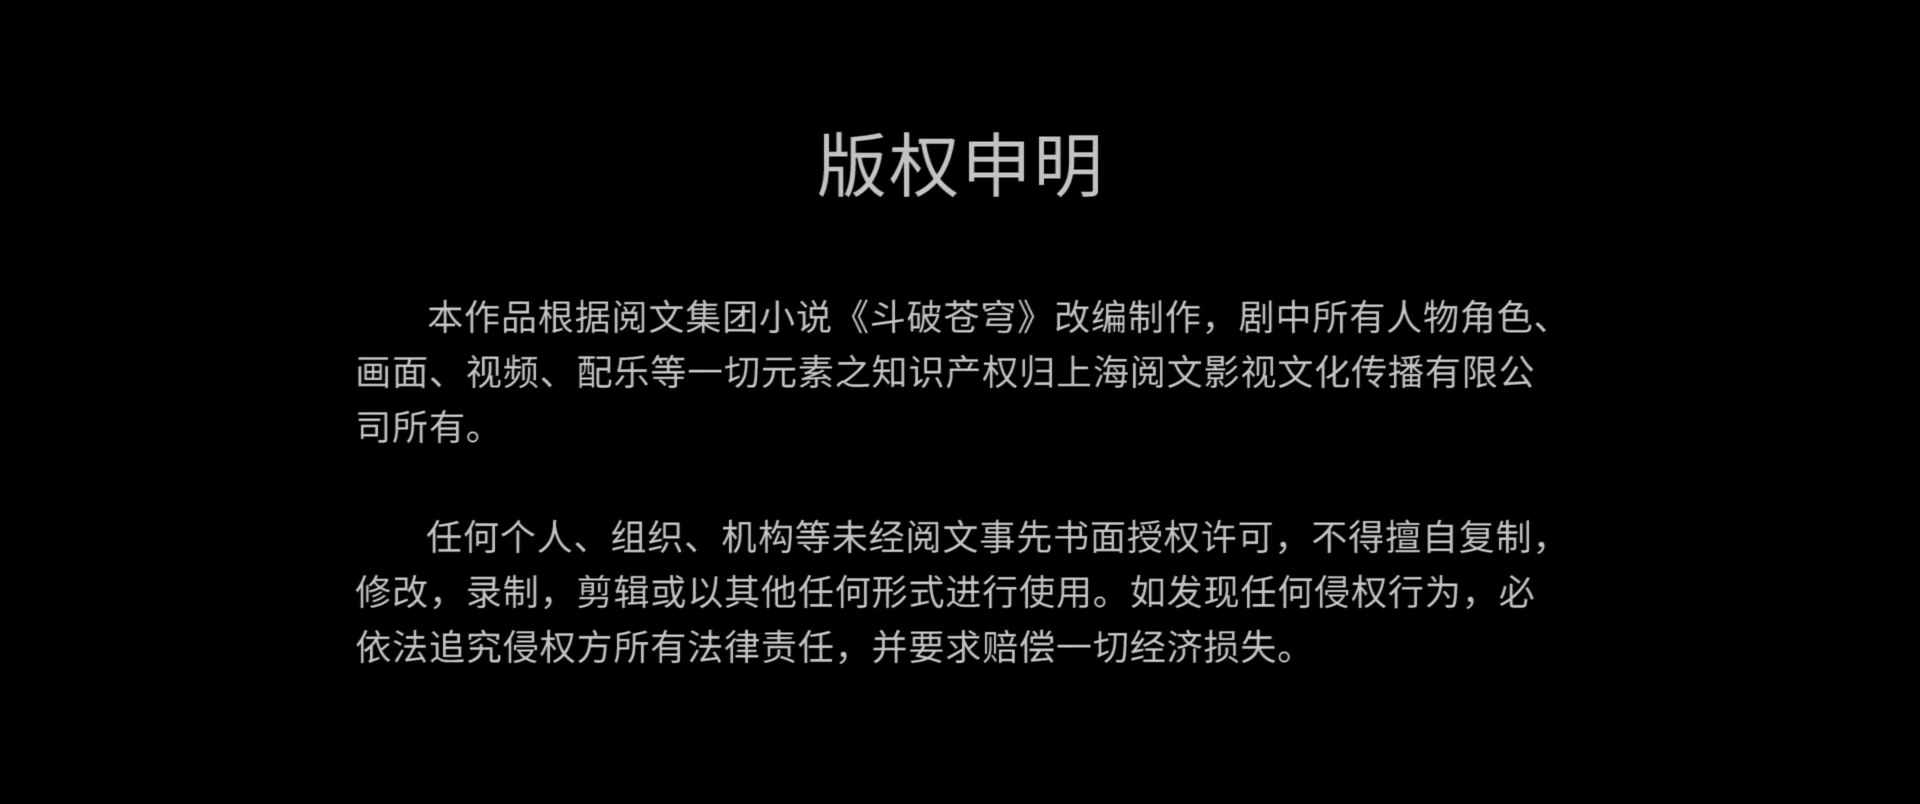 版权申明
本作品根据阅文集团小说《斗破苍穹》改编制作，剧中所有人物角色、
画面、视频、配乐等一切元素之知识产权归上海阅文影视文化传播有限公
司所有。
任何个人、组织、机构等未经阅文事先书面授权许可，不得擅自复制，
修改，录制，剪辑或以其他任何形式进行使用。如发现任何侵权行为，必
依法追究侵权方所有法律责任，并要求赔偿一切经济损失。